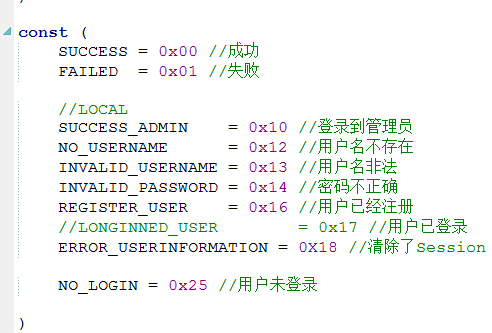 const (
SUCCESS = 0x00 //成功
FAILED = 0x01 //失败
//LOCAL
SUCCESS_ADMIN = 0x10 //登录到管理员
NO_USERNAME = 0x12 //用户名不存在
INVALID_USERNAME = 0x13 //用户名非法
INVALID_PASSWORD = 0x14 //密码不正确
REGISTER_USER = 0x16 //用户已经注册
//LONGINNED_USER = 0x17 //用户已登录
ERROR_USERINFORMATION = 0X18 //清除了Session
NO_LOGIN = 0x25 //用户未登录
)